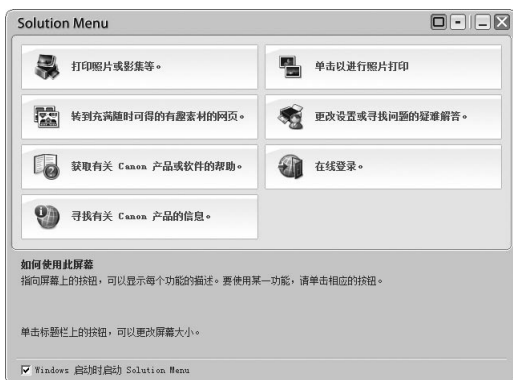 Solution Menu
打印照片或影集等。
单击以进行照片打印
转到充满随时可得的有趣素材的网页。
更改设置或寻找问题的疑难解答。
获取有关 Canon 产品或软件的帮助。
在线登录。
寻找有关 Canon 产品的信息。
如何使用此屏幕
指向屏幕上的按钮，可以显示每个功能的描述。要使用某一功能，请单击相应的按钮。
单击标题栏上的按钮，可以更改屏幕大小。
Windows 启动时启动 Solution Menu